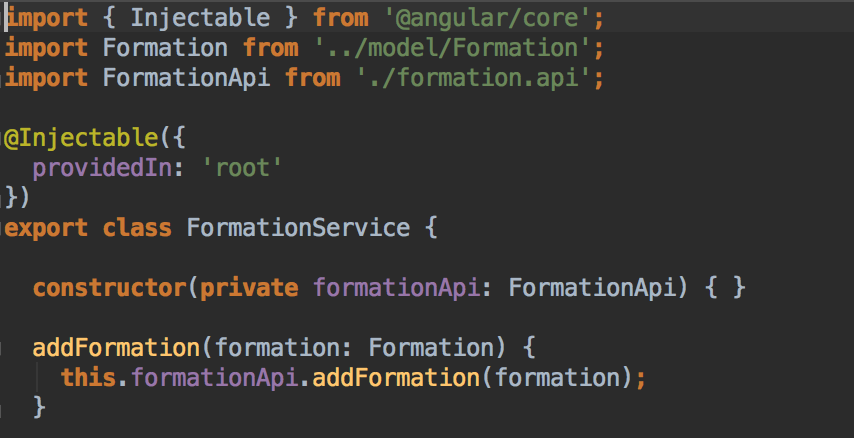 import { Injectable } from '@angular/core';
import Formation from '../model/Formation';
import FormationApi from './formation.api';
@Injectable({
  providedIn: 'root'
})
export class FormationService {
  constructor(private formationApi: FormationApi) { }
  addFormation(formation: Formation) {
    this.formationApi.addFormation(formation);
  }